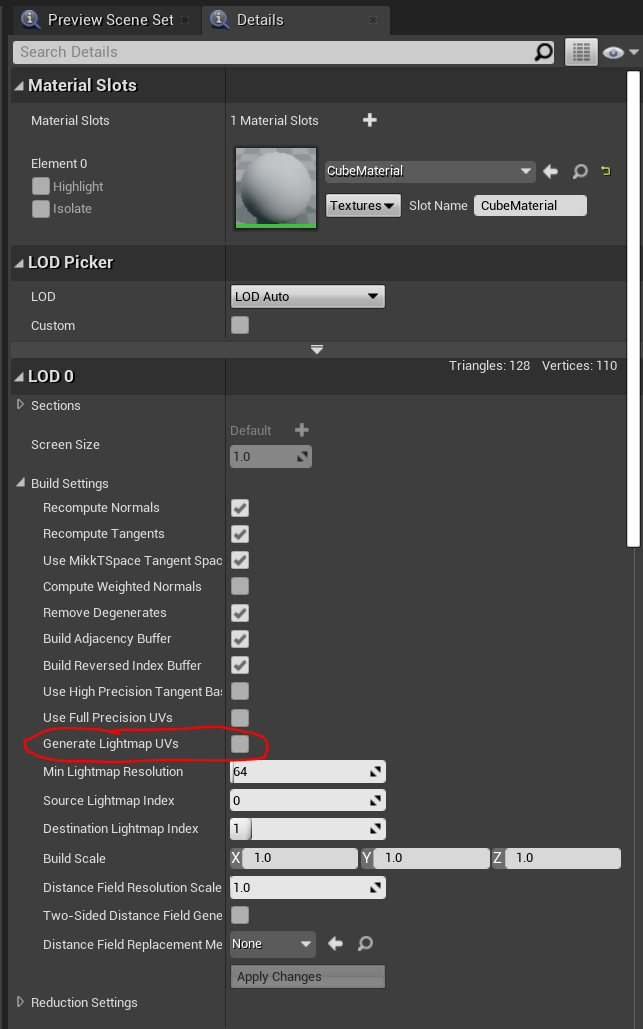 Preview Scene Set
Details
Search Details
Material Slots
Material Slots
1 Material Slots
Element 0
Highlight
Isolate
CubeMaterial
Textures
Slot Name
CubeMaterial
LOD Picker
LOD
LOD Auto
Custom
LOD 0
Triangles: 128 Vertices: 110
Sections
Screen Size
Default
1.0
Build Settings
Recompute Normals
Recompute Tangents
Use MikkTSpace Tangent Spac
Compute Weighted Normals
Remove Degenerates
Build Adjacency Buffer
Build Reversed Index Buffer
Use High Precision Tangent Ba
Use Full Precision UVs
Generate Lightmap UVs
Min Lightmap Resolution
64
Source Lightmap Index
0
Destination Lightmap Index
1
Build Scale
X 1.0 Y 1.0 Z 1.0
Distance Field Resolution Scale
1.0
Two-Sided Distance Field Gene
Distance Field Replacement Me
None
Apply Changes
Reduction Settings